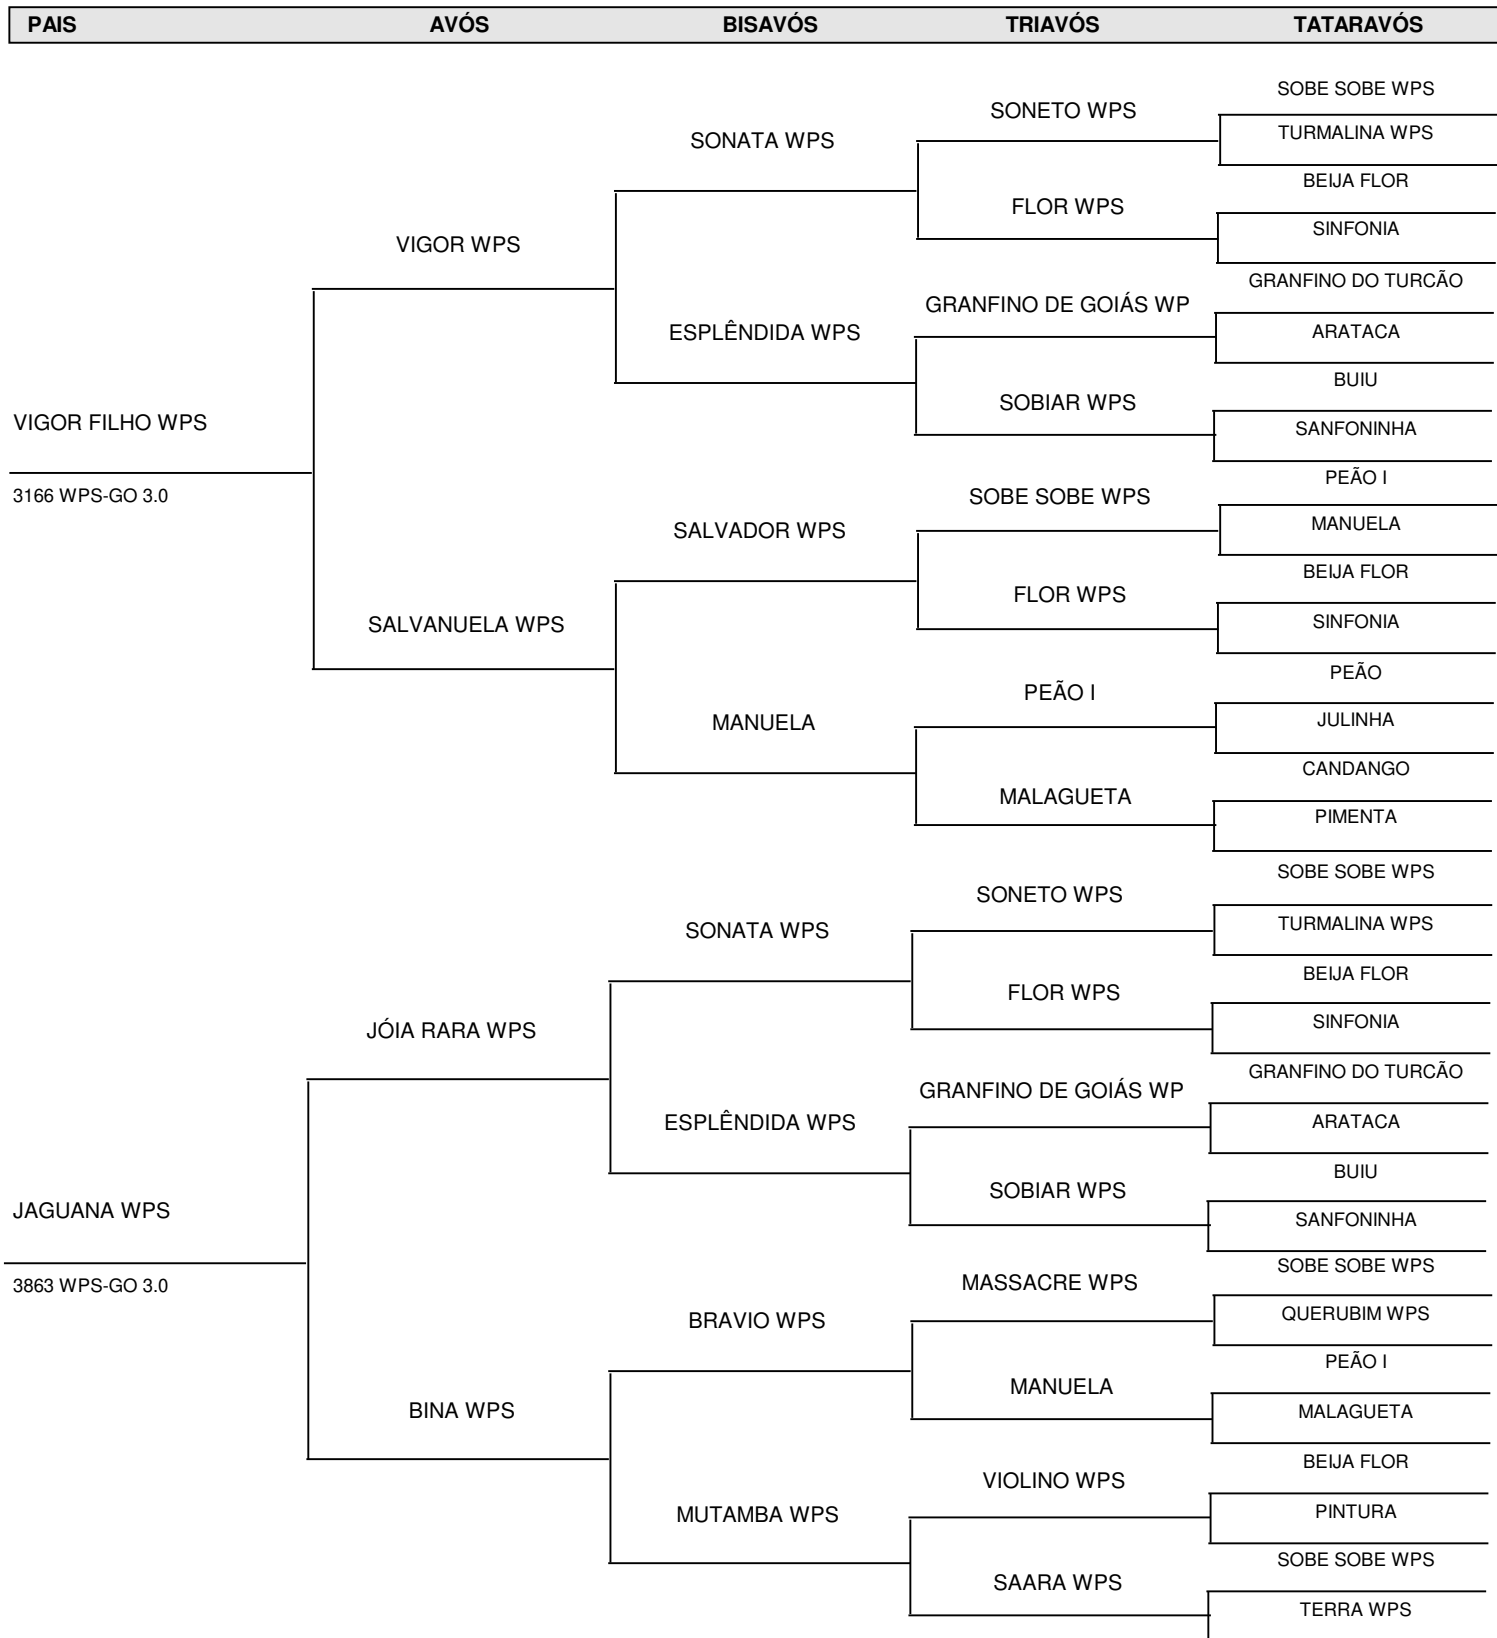 PAIS AVÓS BISAVÓS TRIAVÓS TATARAVÓS
SOBE SOBE WPS
SONETO WPS
TURMALINA WPS
SONATA WPS
BEIJA FLOR
FLOR WPS
SINFONIA
VIGOR WPS
GRANFINO DO TURCÃO
GRANFINO DE GOIÁS WP
ARATACA
ESPLÊNDIDA WPS
BUIU
SOBIAR WPS
SANFONINHA
VIGOR FILHO WPS
3166 WPS-GO 3.0
PEÃO I
SOBE SOBE WPS
MANUELA
SALVADOR WPS
BEIJA FLOR
FLOR WPS
SINFONIA
SALVANUELA WPS
PEÃO
PEÃO I
JULINHA
MANUELA
CANDANGO
MALAGUETA
PIMENTA
SOBE SOBE WPS
SONETO WPS
TURMALINA WPS
SONATA WPS
BEIJA FLOR
FLOR WPS
SINFONIA
JÓIA RARA WPS
GRANFINO DO TURCÃO
GRANFINO DE GOIÁS WP
ARATACA
ESPLÊNDIDA WPS
BUIU
SOBIAR WPS
SANFONINHA
JAGUANA WPS
3863 WPS-GO 3.0
SOBE SOBE WPS
MASSACRE WPS
QUERUBIM WPS
BRAVIO WPS
PEÃO I
MANUELA
MALAGUETA
BINA WPS
BEIJA FLOR
VIOLINO WPS
PINTURA
MUTAMBA WPS
SOBE SOBE WPS
SAARA WPS
TERRA WPS